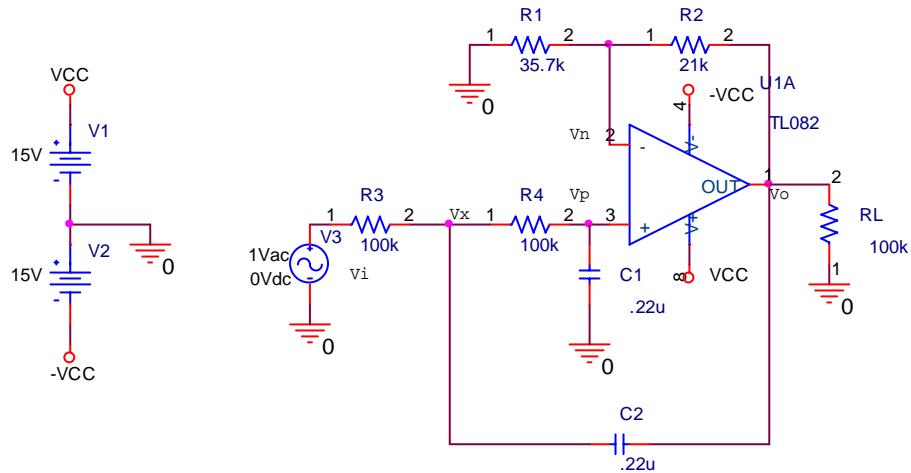 R1
1
2
35.7k
0
R2
1
2
21k
U1A
VCC
V1
15V
+
-
V2
15V
+
-
0
-VCC
-VCC
4
V-
TL082
Vn
2
-
OUT
1
Vo
2
RL
100k
1
0
R3
1
2
100k
Vx
R4
1
2
100k
Vp
3
+
V+
8
VCC
V3
1Vac
0Vdc
+
-
Vi
0
C1
.22u
0
C2
.22u